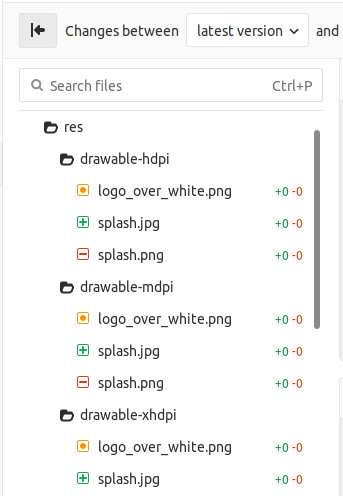 Changes between latest version and
Search files Ctrl+P
res
drawable-hdpi
logo_over_white.png +0 -0
splash.jpg +0 -0
splash.png +0 -0
drawable-mdpi
logo_over_white.png +0 -0
splash.jpg +0 -0
splash.png +0 -0
drawable-xhdpi
logo_over_white.png +0 -0
splash.jpg +0 -0